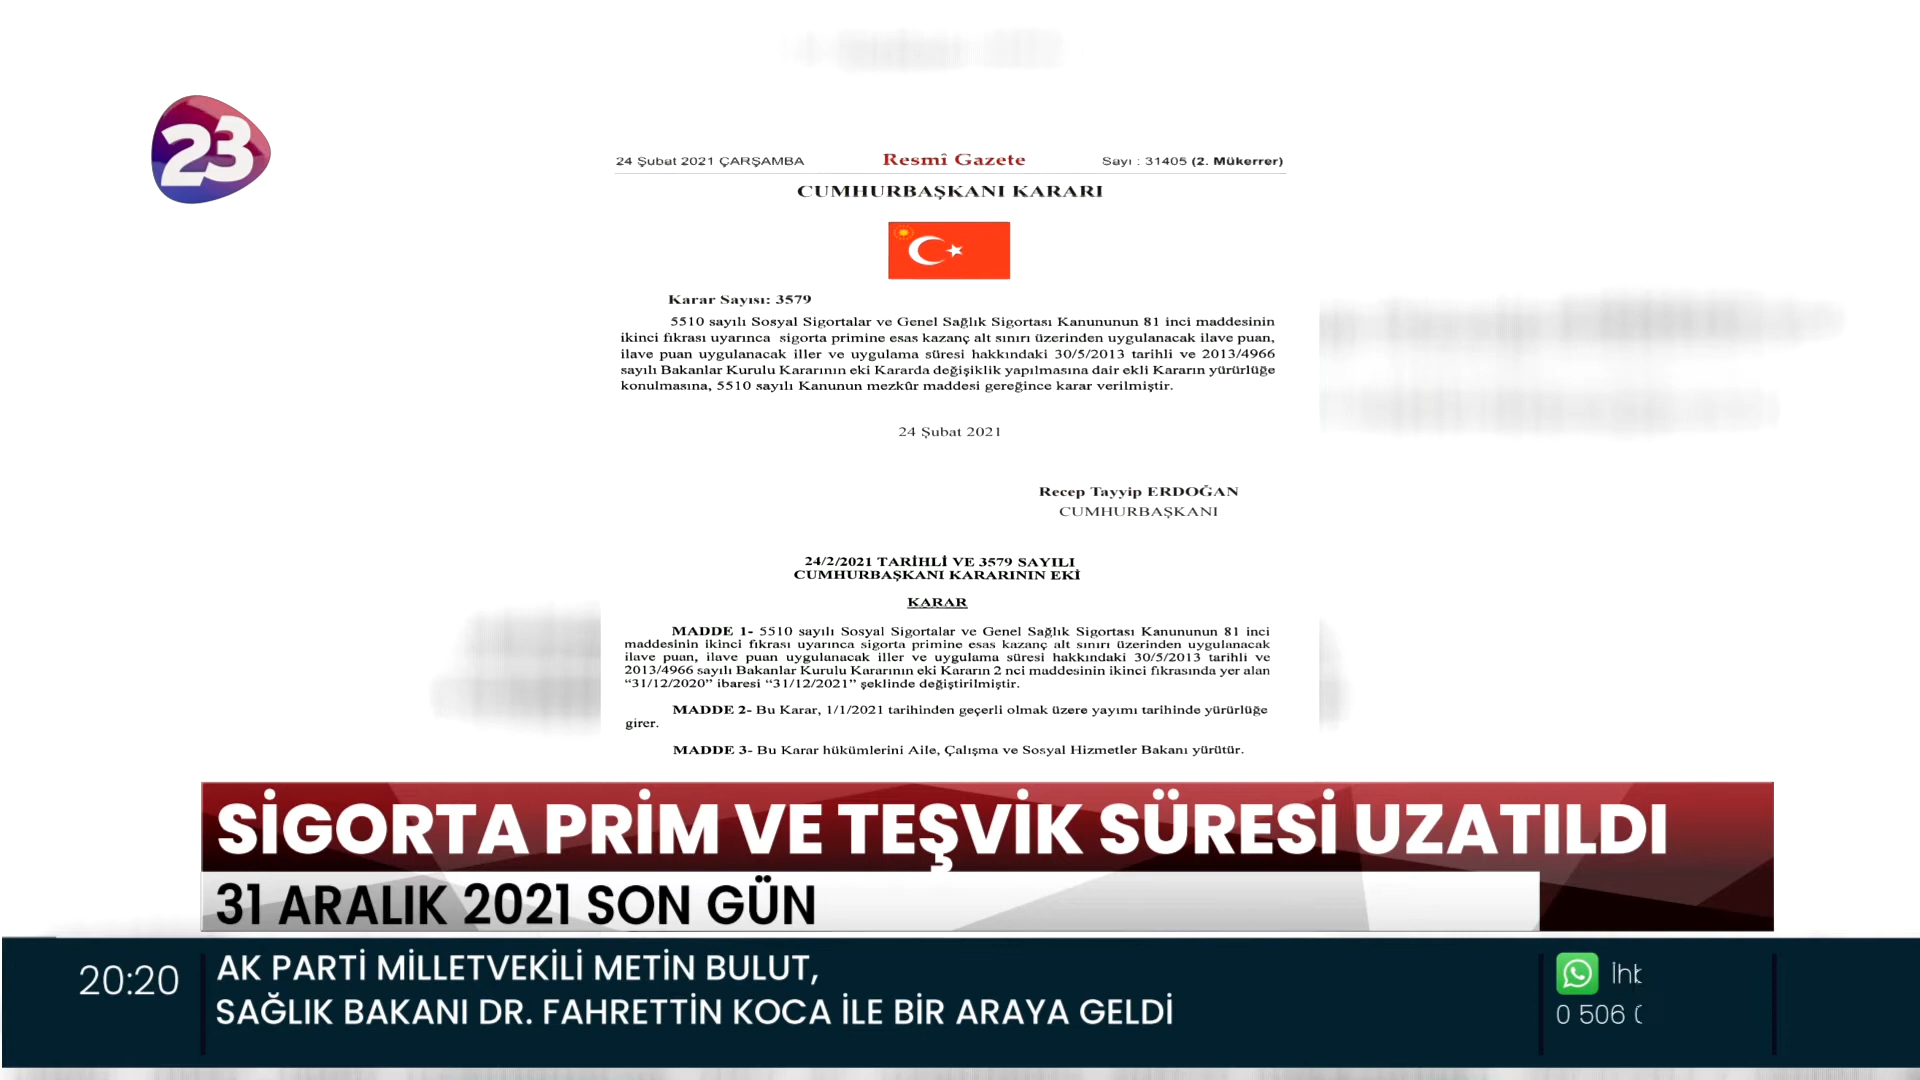 23
24 Şubat 2021 ÇARŞAMBA Resmî Gazete Sayı : 31405 (2. Mükerrer)
CUMHURBAŞKANI KARARI
Karar Sayısı: 3579
5510 sayılı Sosyal Sigortalar ve Genel Sağlık Sigortası Kanununun 81 inci maddesinin
ikinci fıkrası uyarınca sigorta primine esas kazanç alt sınırı üzerinden uygulanacak ilave puan,
ilave puan uygulanacak iller ve uygulama süresi hakkındaki 30/5/2013 tarihli ve 2013/4966
sayılı Bakanlar Kurulu Kararının eki Kararda değişiklik yapılmasına dair ekli Kararın yürürlüğe
konulmasına, 5510 sayılı Kanunun mezkûr maddesi gereğince karar verilmiştir.
24 Şubat 2021
Recep Tayyip ERDOĞAN
CUMHURBAŞKANI
24/2/2021 TARİHLİ VE 3579 SAYILI
CUMHURBAŞKANI KARARININ EKİ
KARAR
MADDE 1- 5510 sayılı Sosyal Sigortalar ve Genel Sağlık Sigortası Kanununun 81 inci
maddesinin ikinci fıkrası uyarınca sigorta primine esas kazanç alt sınırı üzerinden uygulanacak
ilave puan, ilave puan uygulanacak iller ve uygulama süresi hakkındaki 30/5/2013 tarihli ve
2013/4966 sayılı Bakanlar Kurulu Kararının eki Kararın 2 nci maddesinin ikinci fıkrasında yer alan
“31/12/2020” ibaresi “31/12/2021” şeklinde değiştirilmiştir.
MADDE 2- Bu Karar, 1/1/2021 tarihinden geçerli olmak üzere yayımı tarihinde yürürlüğe
girer.
MADDE 3- Bu Karar hükümlerini Aile, Çalışma ve Sosyal Hizmetler Bakanı yürütür.
SİGORTA PRİM VE TEŞVİK SÜRESİ UZATILDI
31 ARALIK 2021 SON GÜN
20:20
AK PARTİ MİLLETVEKİLİ METİN BULUT,
SAĞLIK BAKANI DR. FAHRETTİN KOCA İLE BİR ARAYA GELDİ
0 506